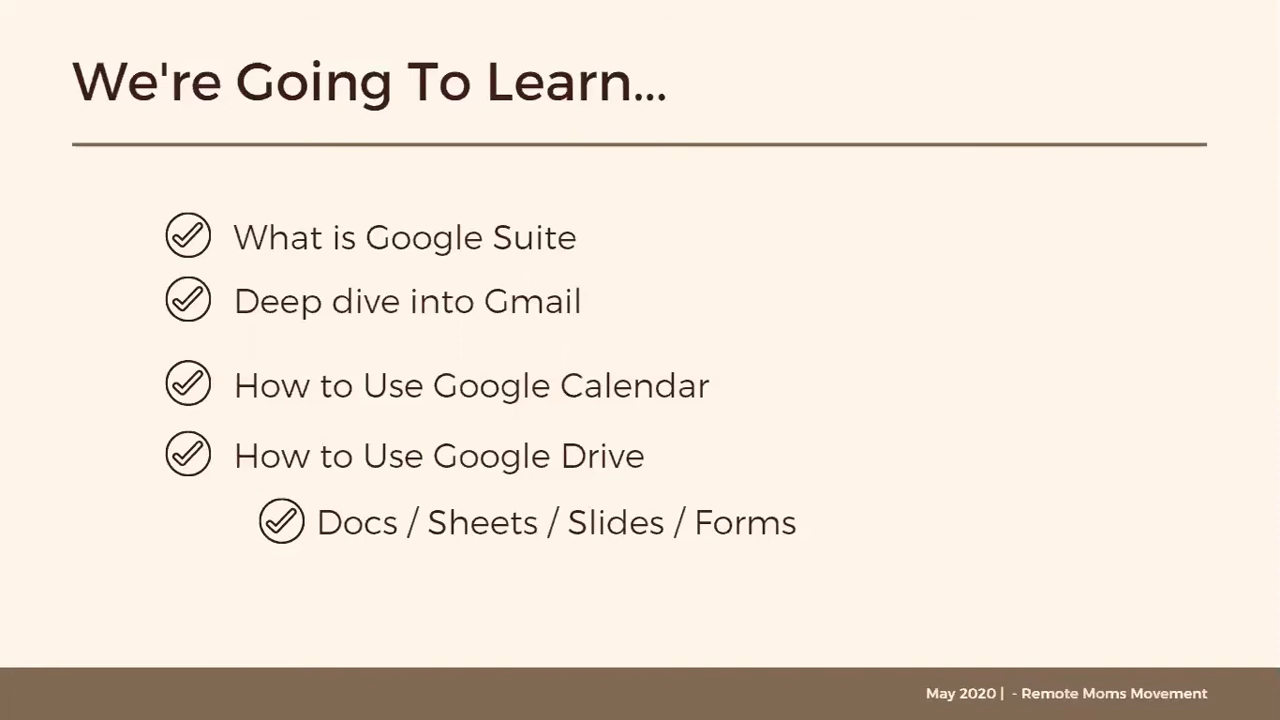 We're Going To Learn...
What is Google Suite
Deep dive into Gmail
How to Use Google Calendar
How to Use Google Drive
Docs / Sheets / Slides / Forms
May 2020 | - Remote Moms Movement